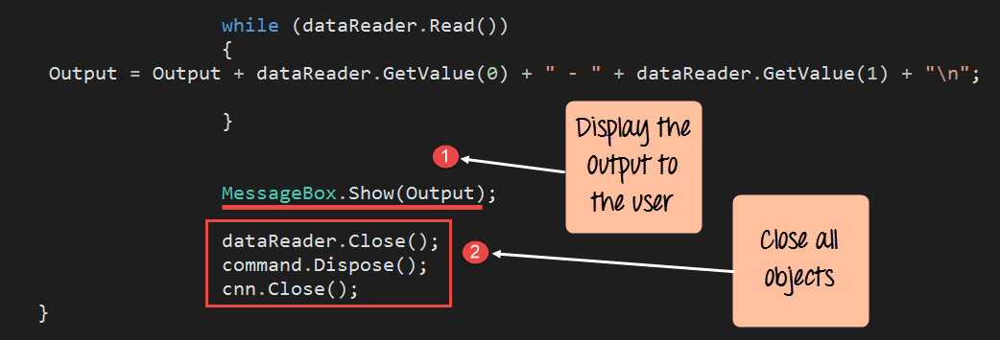 while (dataReader.Read())
{
Output = Output + dataReader.GetValue(0) + " - " + dataReader.GetValue(1) + "\n";
}
Display the
Output to
the user
1
MessageBox.Show(Output);
dataReader.Close();
command.Dispose();
cnn.Close();
2
Close all
objects
}